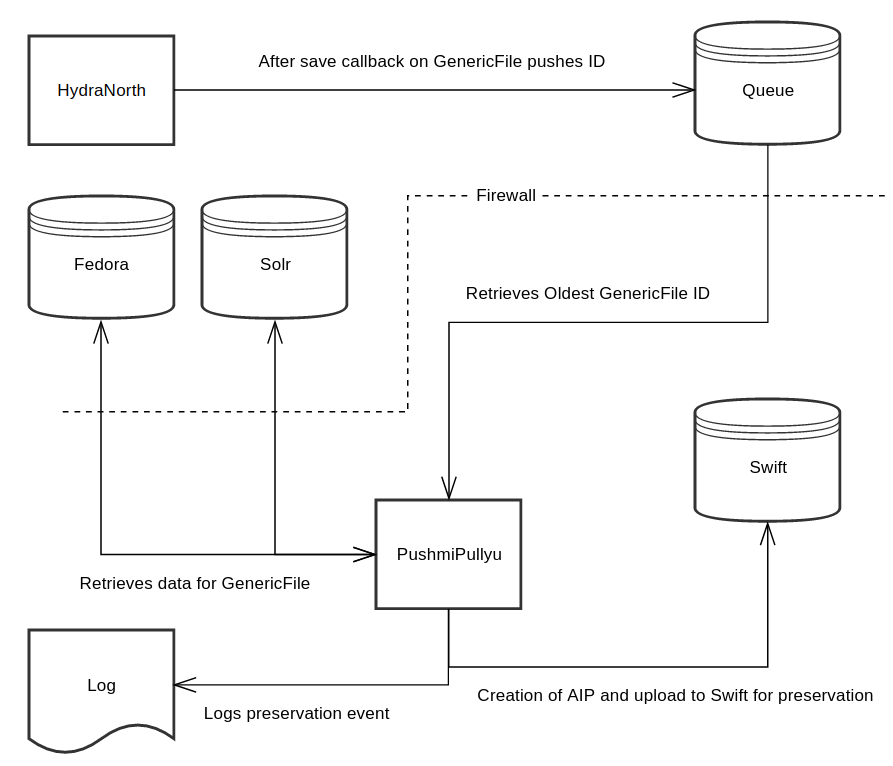 HydraNorth
After save callback on GenericFile pushes ID
Queue
Firewall
Fedora
Solr
Retrieves Oldest GenericFile ID
Swift
PushmiPullyu
Retrieves data for GenericFile
Log
Logs preservation event
Creation of AIP and upload to Swift for preservation